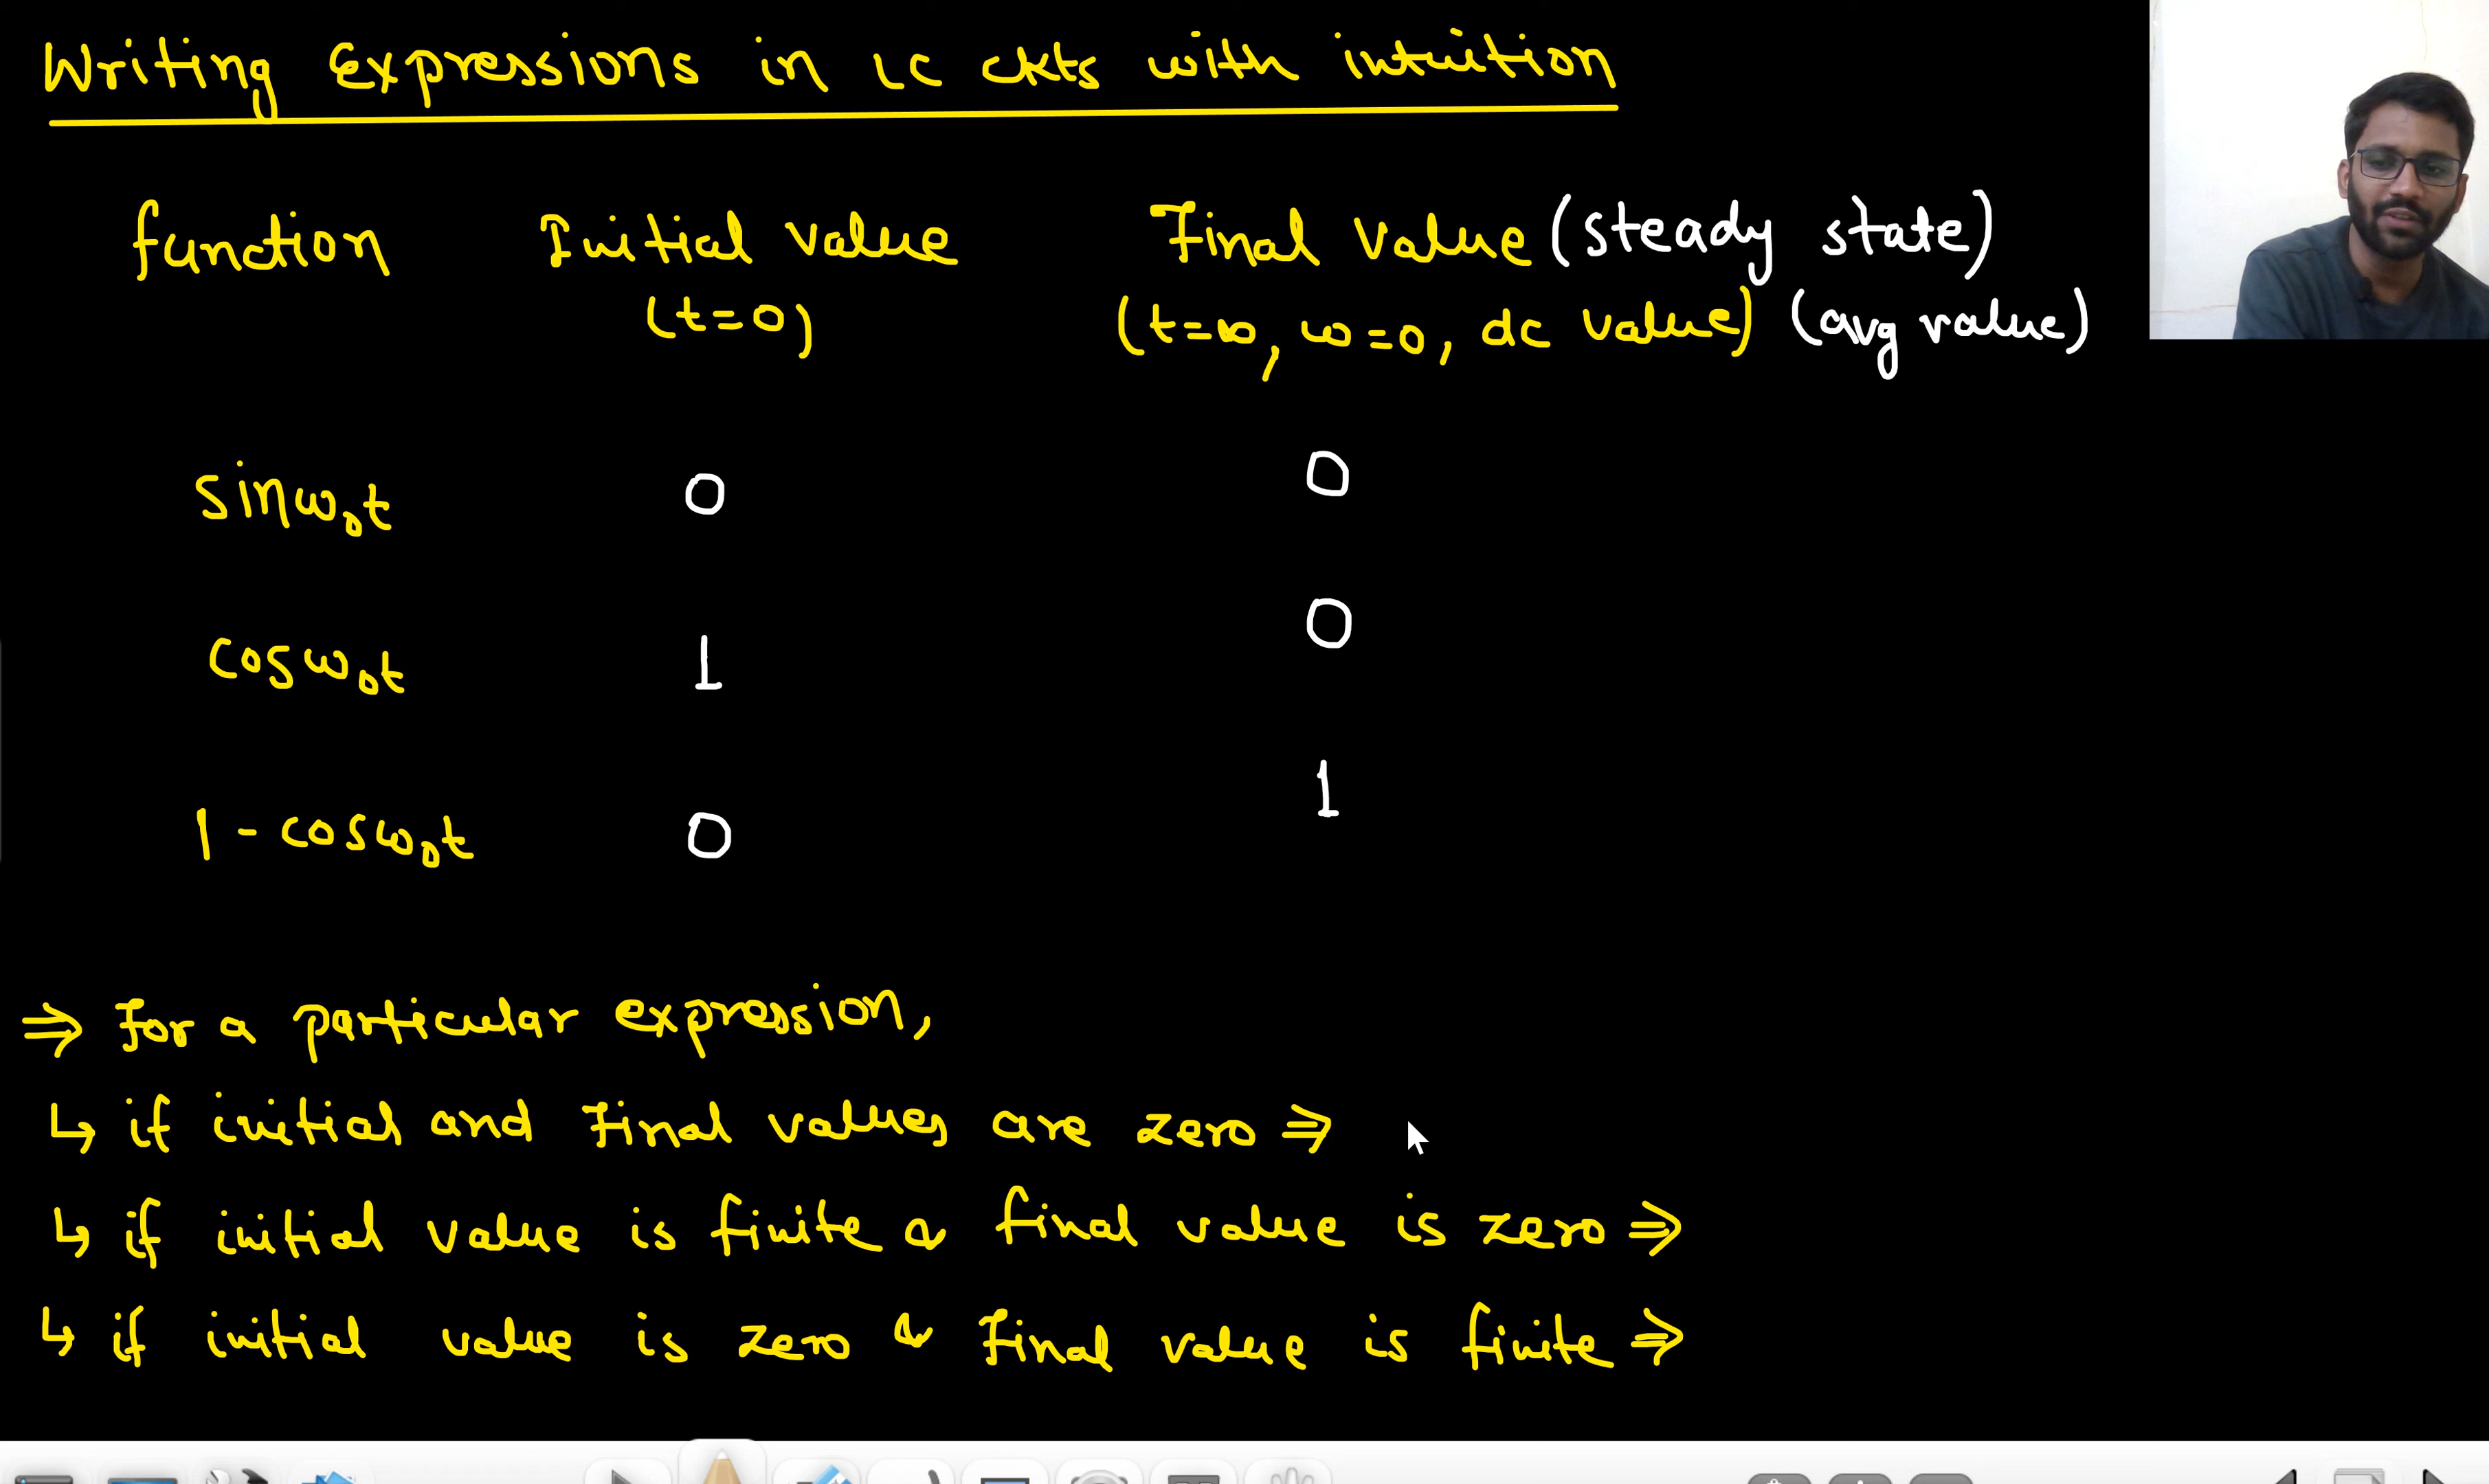 Writing Expressions in LC ckts with intuition
function Initial value Final Value (steady state)
(t=0) (t=∞, ω=0, dc value) (avg value)
sinω₀t 0 0
cosω₀t 1 0
1 - cosω₀t 0 1
⇒ For a particular expression,
↳ if initial and Final values are zero ⇒
↳ if initial value is finite & final value is zero ⇒
↳ if initial value is zero & Final value is finite ⇒